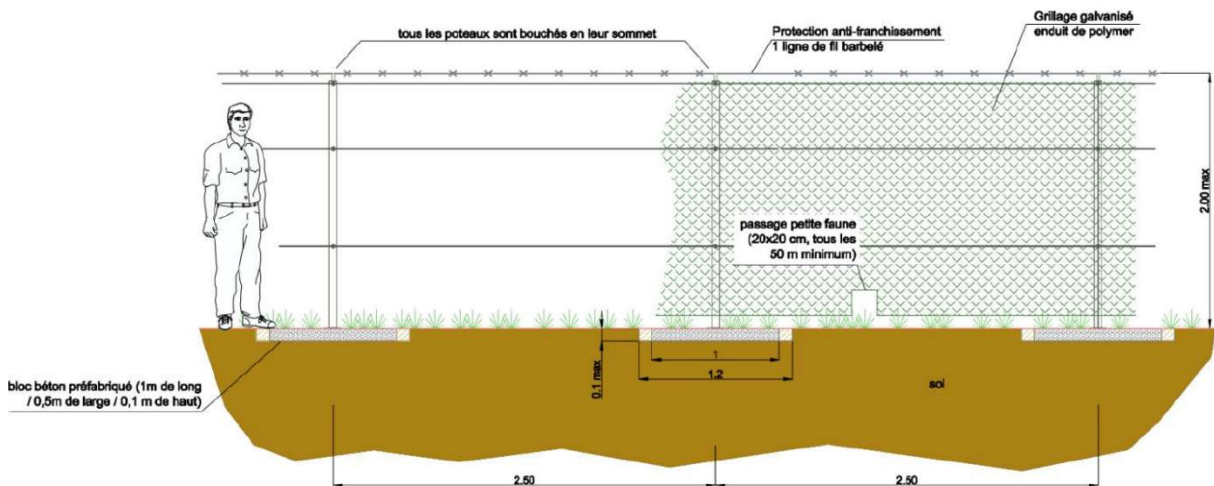 tous les poteaux sont bouchés en leur sommet
Protection anti-franchissement
1 ligne de fil barbelé
Grillage galvanisé
enduit de polymer
2.00 max
passage petite faune
(20x20 cm, tous les
50 m minimum)
bloc béton préfabriqué (1m de long
/ 0,5m de large / 0,1 m de haut)
0.1 max
1
1.2
sol
2.50
2.50